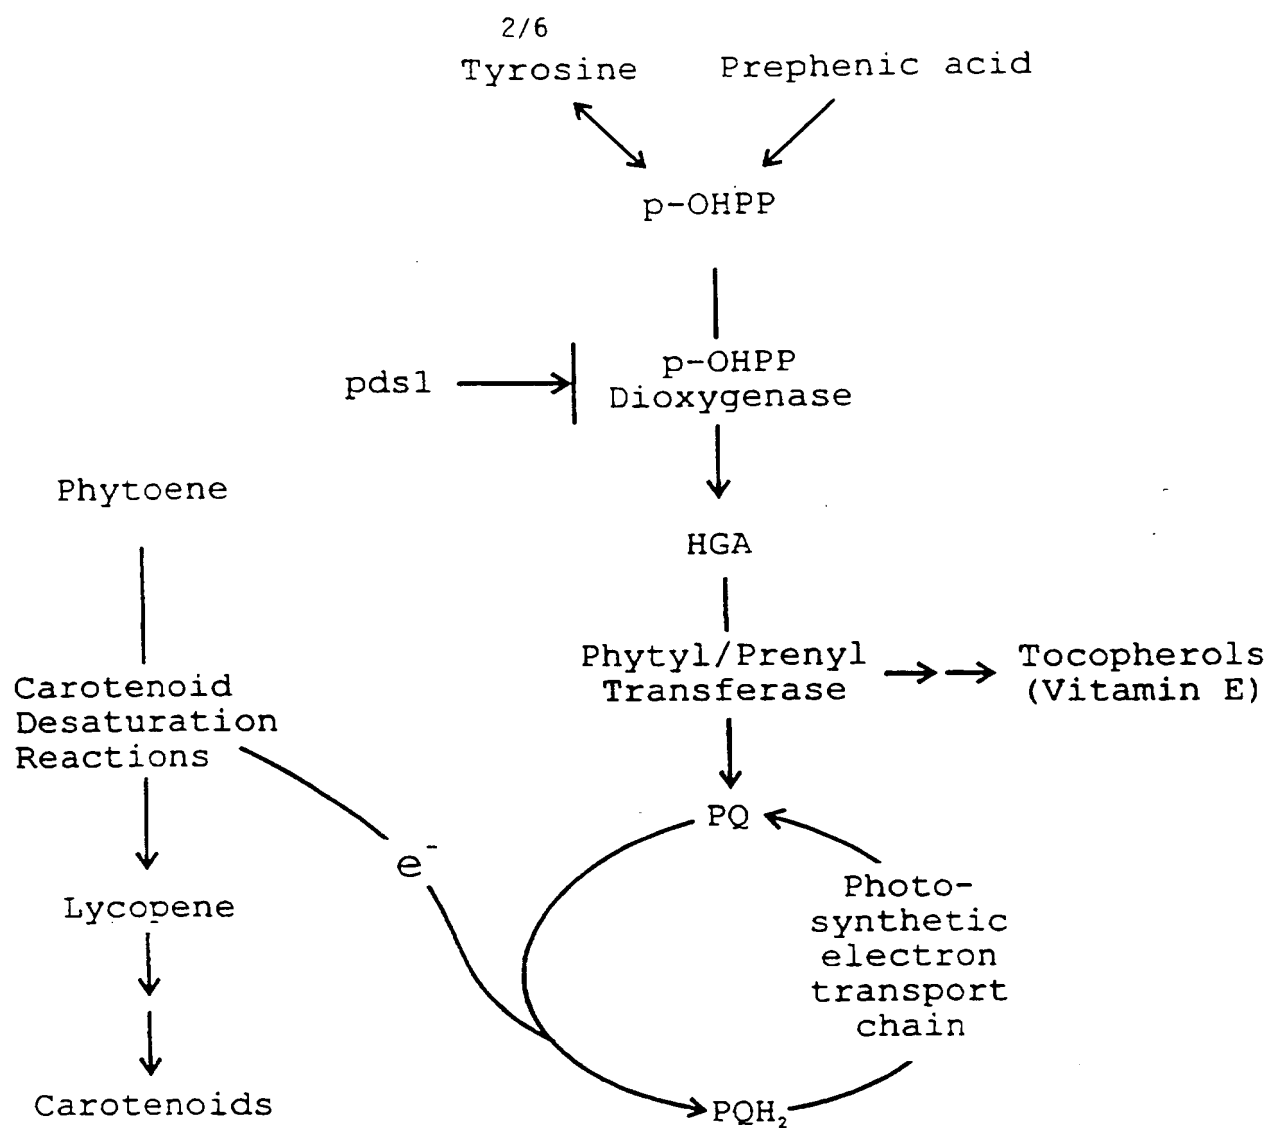 2/6
Tyrosine
Prephenic acid
p-OHPP
pds1
p-OHPP
Dioxygenase
Phytoene
HGA
Phytyl/Prenyl
Transferase
Tocopherols
(Vitamin E)
Carotenoid
Desaturation
Reactions
PQ
e⁻
Photo-
synthetic
electron
transport
chain
Lycopene
Carotenoids
PQH₂